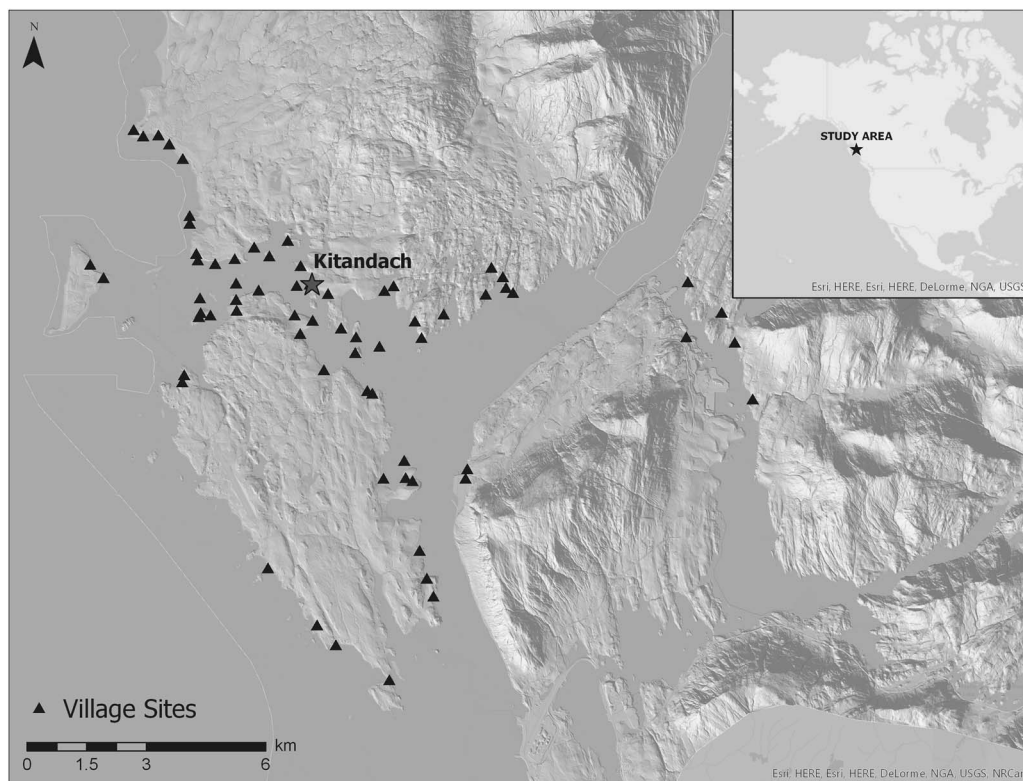 N
STUDY AREA
Esri, HERE, Esri, HERE, DeLorme, NGA, USGS
Kitandach
Village Sites
km
0 1.5 3 6
Esri, HERE, Esri, HERE, DeLorme, NGA, USGS, NRCan